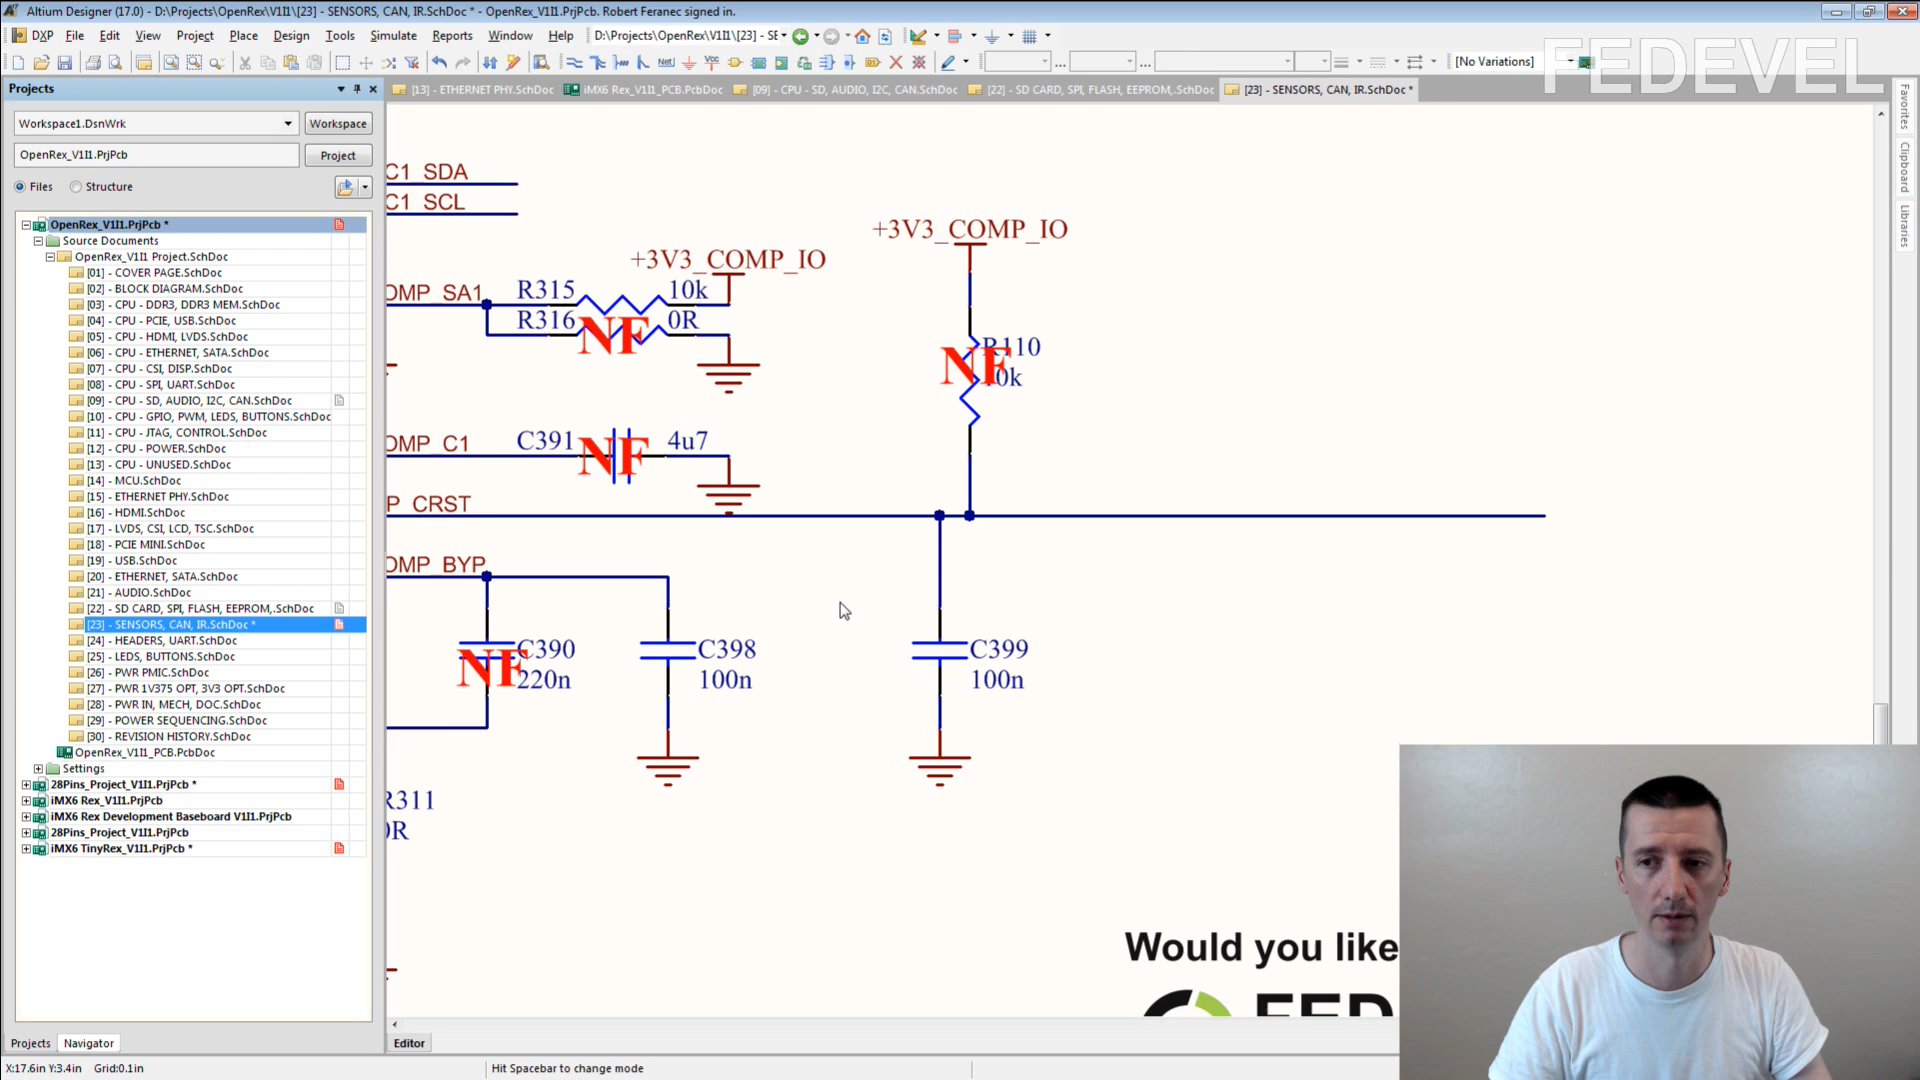 Altium Designer (17.0) - D:\Projects\OpenRex\V1I1\[23] - SENSORS, CAN, IR.SchDoc * - OpenRex_V1I1.PrjPcb. Robert Feranec signed in.
DXP File Edit View Project Place Design Tools Simulate Reports Window Help D:\Projects\OpenRex\V1I1\[23] - SE
[No Variations]
FEDEVEL
Projects
[13] - ETHERNET PHY.SchDoc iMX6 Rex_V1I1_PCB.PcbDoc [09] - CPU - SD, AUDIO, I2C, CAN.SchDoc [22] - SD CARD, SPI, FLASH, EEPROM,.SchDoc [23] - SENSORS, CAN, IR.SchDoc *
Favorites
Clipboard
Libraries
Workspace1.DsnWrk Workspace
OpenRex_V1I1.PrjPcb Project
Files Structure
OpenRex_V1I1.PrjPcb *
Source Documents
OpenRex_V1I1 Project.SchDoc
[01] - COVER PAGE.SchDoc
[02] - BLOCK DIAGRAM.SchDoc
[03] - CPU - DDR3, DDR3 MEM.SchDoc
[04] - CPU - PCIE, USB.SchDoc
[05] - CPU - HDMI, LVDS.SchDoc
[06] - CPU - ETHERNET, SATA.SchDoc
[07] - CPU - CSI, DISP.SchDoc
[08] - CPU - SPI, UART.SchDoc
[09] - CPU - SD, AUDIO, I2C, CAN.SchDoc
[10] - CPU - GPIO, PWM, LEDS, BUTTONS.SchDoc
[11] - CPU - JTAG, CONTROL.SchDoc
[12] - CPU - POWER.SchDoc
[13] - CPU - UNUSED.SchDoc
[14] - MCU.SchDoc
[15] - ETHERNET PHY.SchDoc
[16] - HDMI.SchDoc
[17] - LVDS, CSI, LCD, TSC.SchDoc
[18] - PCIE MINI.SchDoc
[19] - USB.SchDoc
[20] - ETHERNET, SATA.SchDoc
[21] - AUDIO.SchDoc
[22] - SD CARD, SPI, FLASH, EEPROM,.SchDoc
[23] - SENSORS, CAN, IR.SchDoc *
[24] - HEADERS, UART.SchDoc
[25] - LEDS, BUTTONS.SchDoc
[26] - PWR PMIC.SchDoc
[27] - PWR 1V375 OPT, 3V3 OPT.SchDoc
[28] - PWR IN, MECH, DOC.SchDoc
[29] - POWER SEQUENCING.SchDoc
[30] - REVISION HISTORY.SchDoc
OpenRex_V1I1_PCB.PcbDoc
Settings
28Pins_Project_V1I1.PrjPcb *
iMX6 Rex_V1I1.PrjPcb
iMX6 Rex Development Baseboard V1I1.PrjPcb
28Pins_Project_V1I1.PrjPcb
iMX6 TinyRex_V1I1.PrjPcb *
C1_SDA
C1_SCL
+3V3_COMP_IO
+3V3_COMP_IO
OMP_SA1 R315 10k
R316 NF 0R
NF R110
10k
OMP_C1 C391 NF 4u7
P_CRST
OMP_BYP
NF C390
220n
C398
100n
C399
100n
R311
0R
Would you like
FED
Projects Navigator Editor
X:17.6in Y:3.4in Grid:0.1in Hit Spacebar to change mode